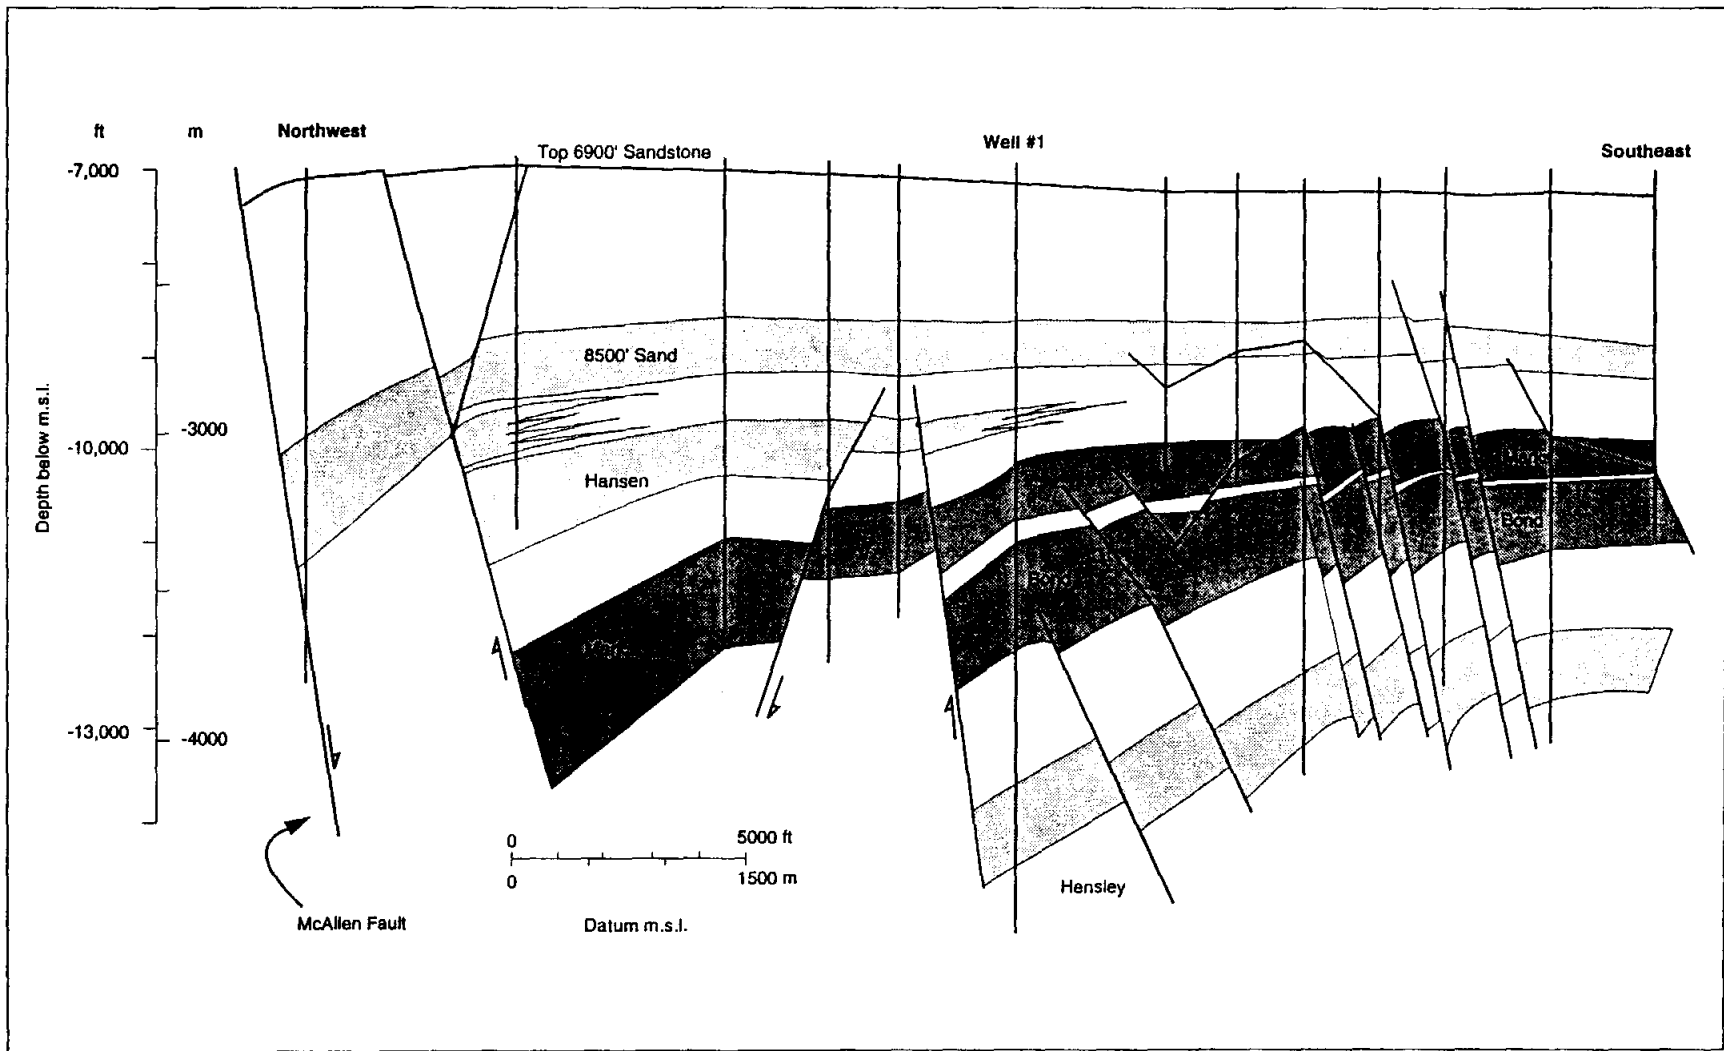 ft
m
Northwest
Well #1
Top 6900' Sandstone
Southeast
-7,000
8500' Sand
-3000
-10,000
Hansen
Bond
Bond
Depth below m.s.l.
-13,000
-4000
0
5000 ft
0
1500 m
Hensley
McAllen Fault
Datum m.s.l.